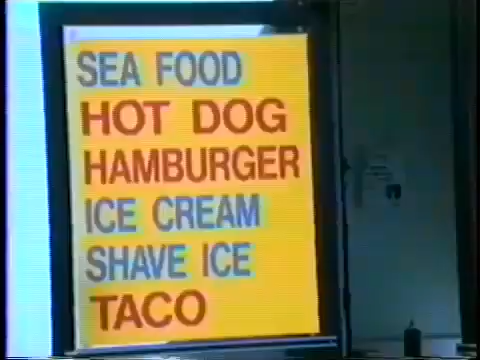 SEA FOOD
HOT DOG
HAMBURGER
ICE CREAM
SHAVE ICE
TACO